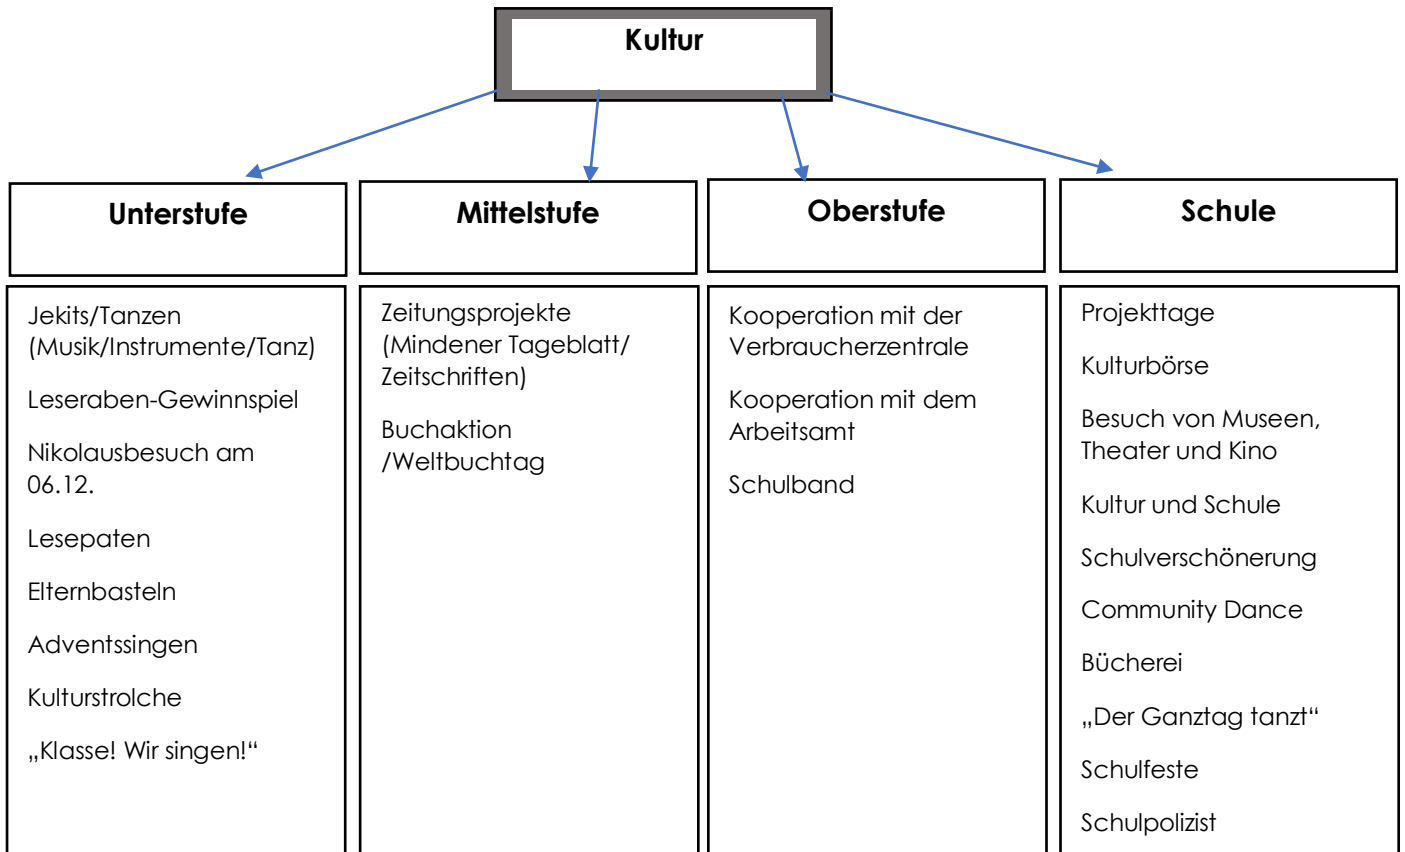 Kultur
Unterstufe
Mittelstufe
Oberstufe
Schule
Jekits/Tanzen
(Musik/Instrumente/Tanz)
Leseraben-Gewinnspiel
Nikolausbesuch am
06.12.
Lesepaten
Elternbasteln
Adventssingen
Kulturstrolche
„Klasse! Wir singen!“
Zeitungsprojekte
(Mindener Tageblatt/
Zeitschriften)
Buchaktion
/Weltbuchtag
Kooperation mit der
Verbraucherzentrale
Kooperation mit dem
Arbeitsamt
Schulband
Projekttage
Kulturbörse
Besuch von Museen,
Theater und Kino
Kultur und Schule
Schulverschönerung
Community Dance
Bücherei
„Der Ganztag tanzt“
Schulfeste
Schulpolizist